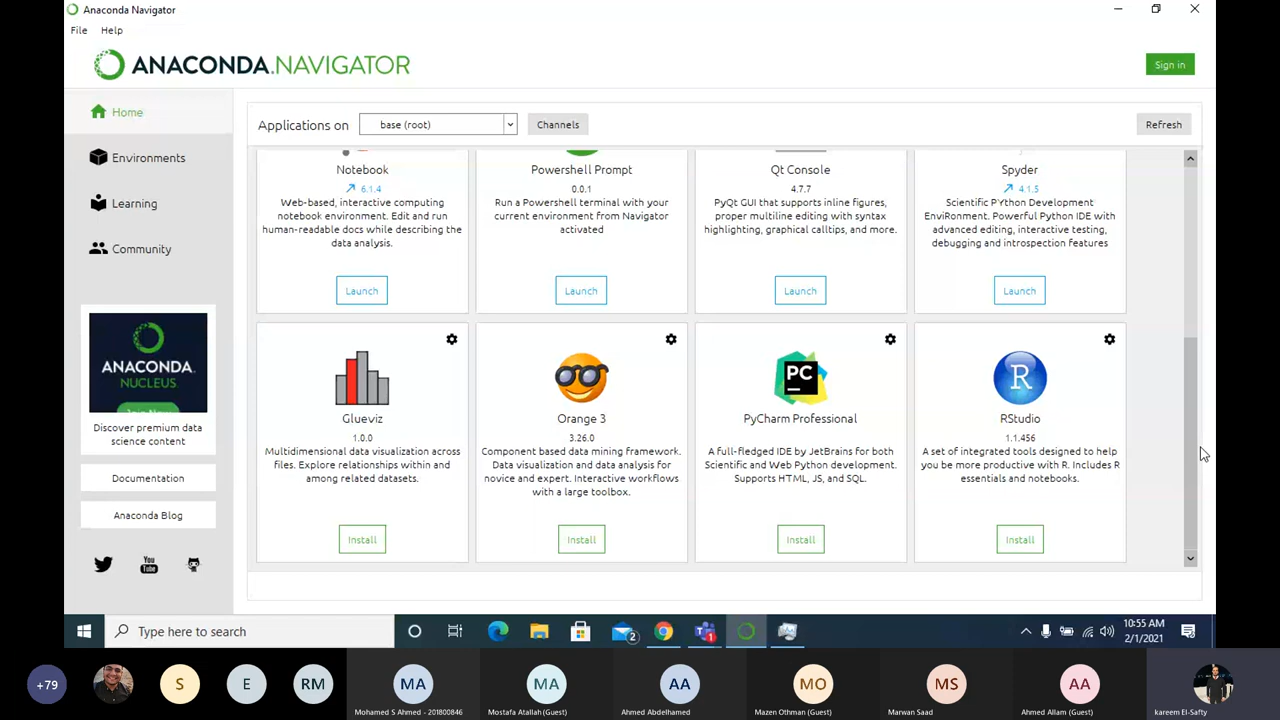 Anaconda Navigator
File Help
ANACONDA.NAVIGATOR
Sign in
Home
Environments
Learning
Community
ANACONDA.
NUCLEUS
Join Now
Discover premium data
science content
Documentation
Anaconda Blog
You
Tube
Applications on base (root) Channels Refresh
Notebook
6.1.4
Web-based, interactive computing
notebook environment. Edit and run
human-readable docs while describing the
data analysis.
Launch
Powershell Prompt
0.0.1
Run a Powershell terminal with your
current environment from Navigator
activated
Launch
Qt Console
4.7.7
PyQt GUI that supports inline figures,
proper multiline editing with syntax
highlighting, graphical calltips, and more.
Launch
Spyder
4.1.5
Scientific PYthon Development
EnviRonment. Powerful Python IDE with
advanced editing, interactive testing,
debugging and introspection features
Launch
Glueviz
1.0.0
Multidimensional data visualization across
files. Explore relationships within and
among related datasets.
Install
Orange 3
3.26.0
Component based data mining framework.
Data visualization and data analysis for
novice and expert. Interactive workflows
with a large toolbox.
Install
PC
PyCharm Professional
A full-fledged IDE by JetBrains for both
Scientific and Web Python development.
Supports HTML, JS, and SQL.
Install
R
RStudio
1.1.456
A set of integrated tools designed to help
you be more productive with R. Includes R
essentials and notebooks.
Install
Type here to search
2
1
10:55 AM
2/1/2021
+79
S
E
RM
MA
Mohamed S Ahmed - 201800846
MA
Mostafa Atallah (Guest)
AA
Ahmed Abdelhamed
MO
Mazen Othman (Guest)
MS
Marwan Saad
AA
Ahmed Allam (Guest)
kareem El-Safty